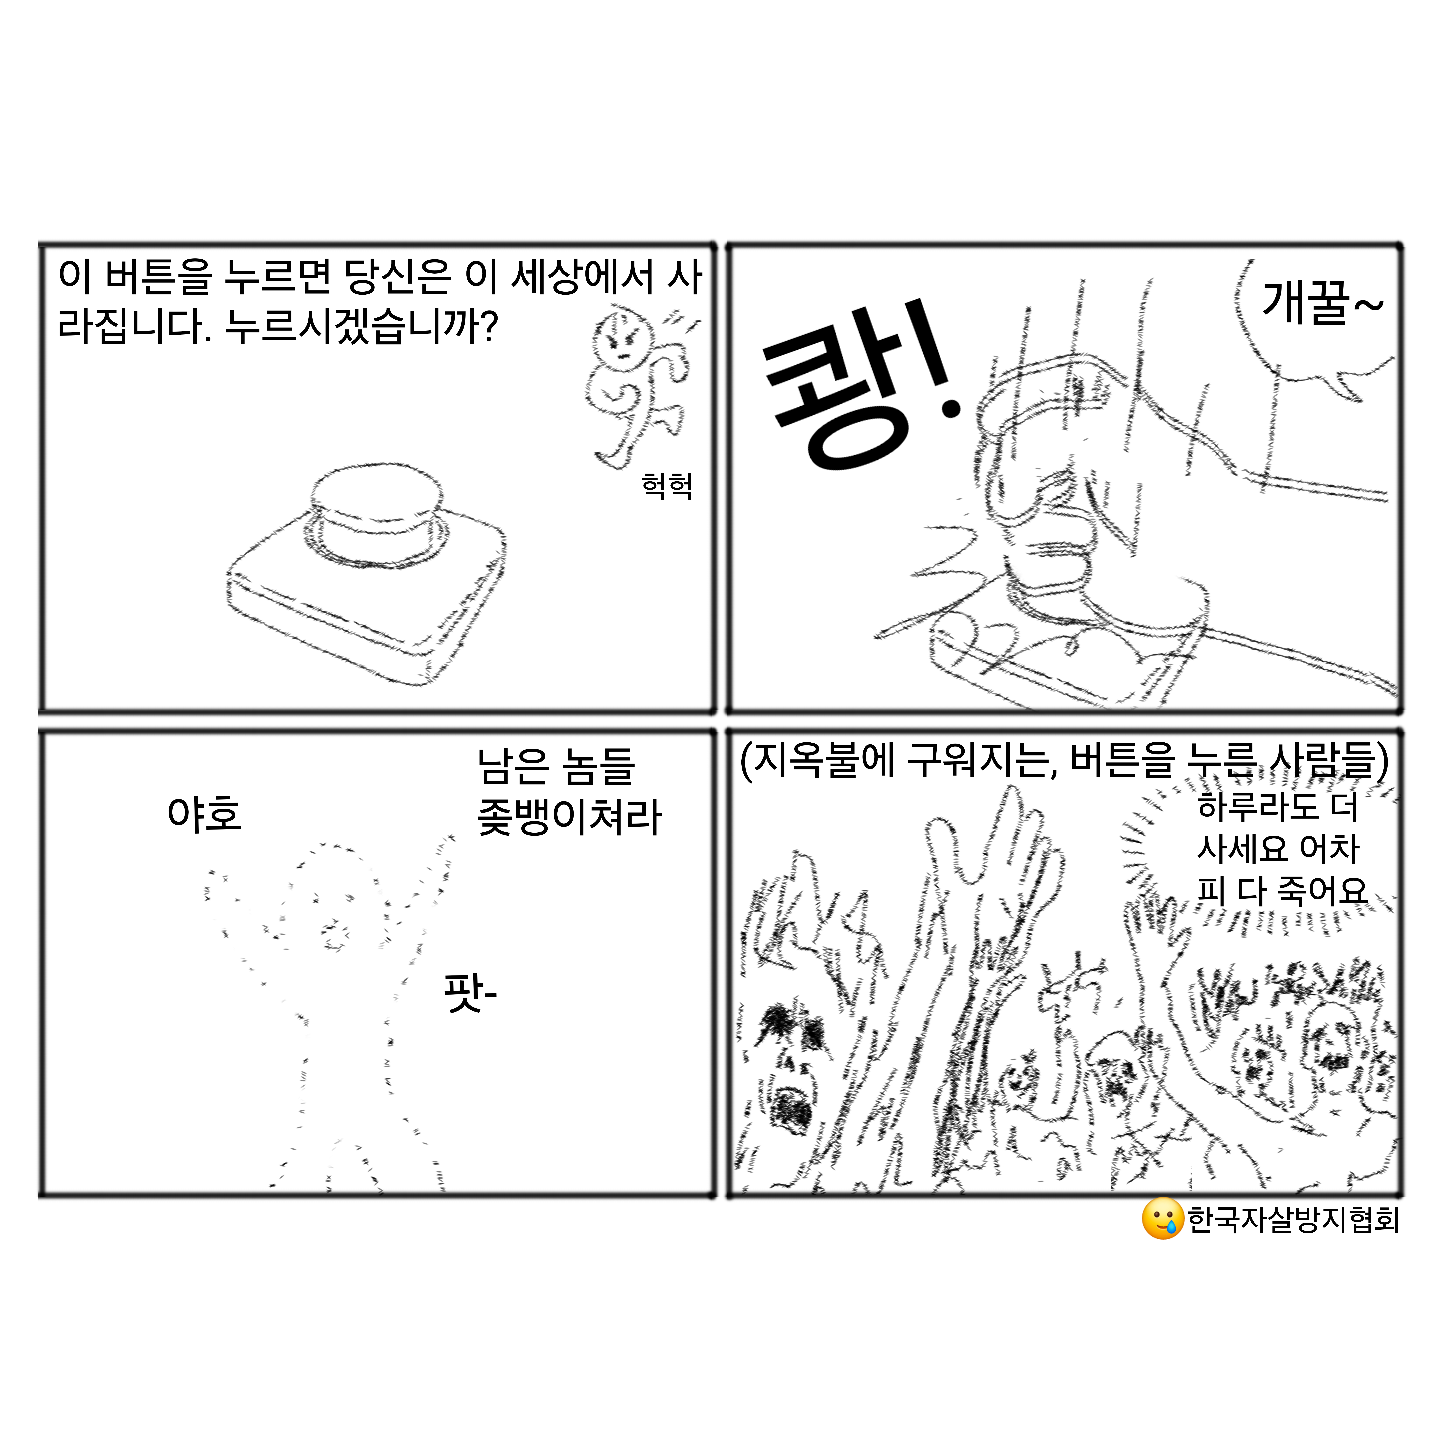 이 버튼을 누르면 당신은 이 세상에서 사
라집니다. 누르시겠습니까?
헉헉
쾅!
개꿀~
야호
남은 놈들
좆뱅이쳐라
팟-
(지옥불에 구워지는, 버튼을 누른 사람들)
하루라도 더
사세요 어차
피 다 죽어요
🥲한국자살방지협회